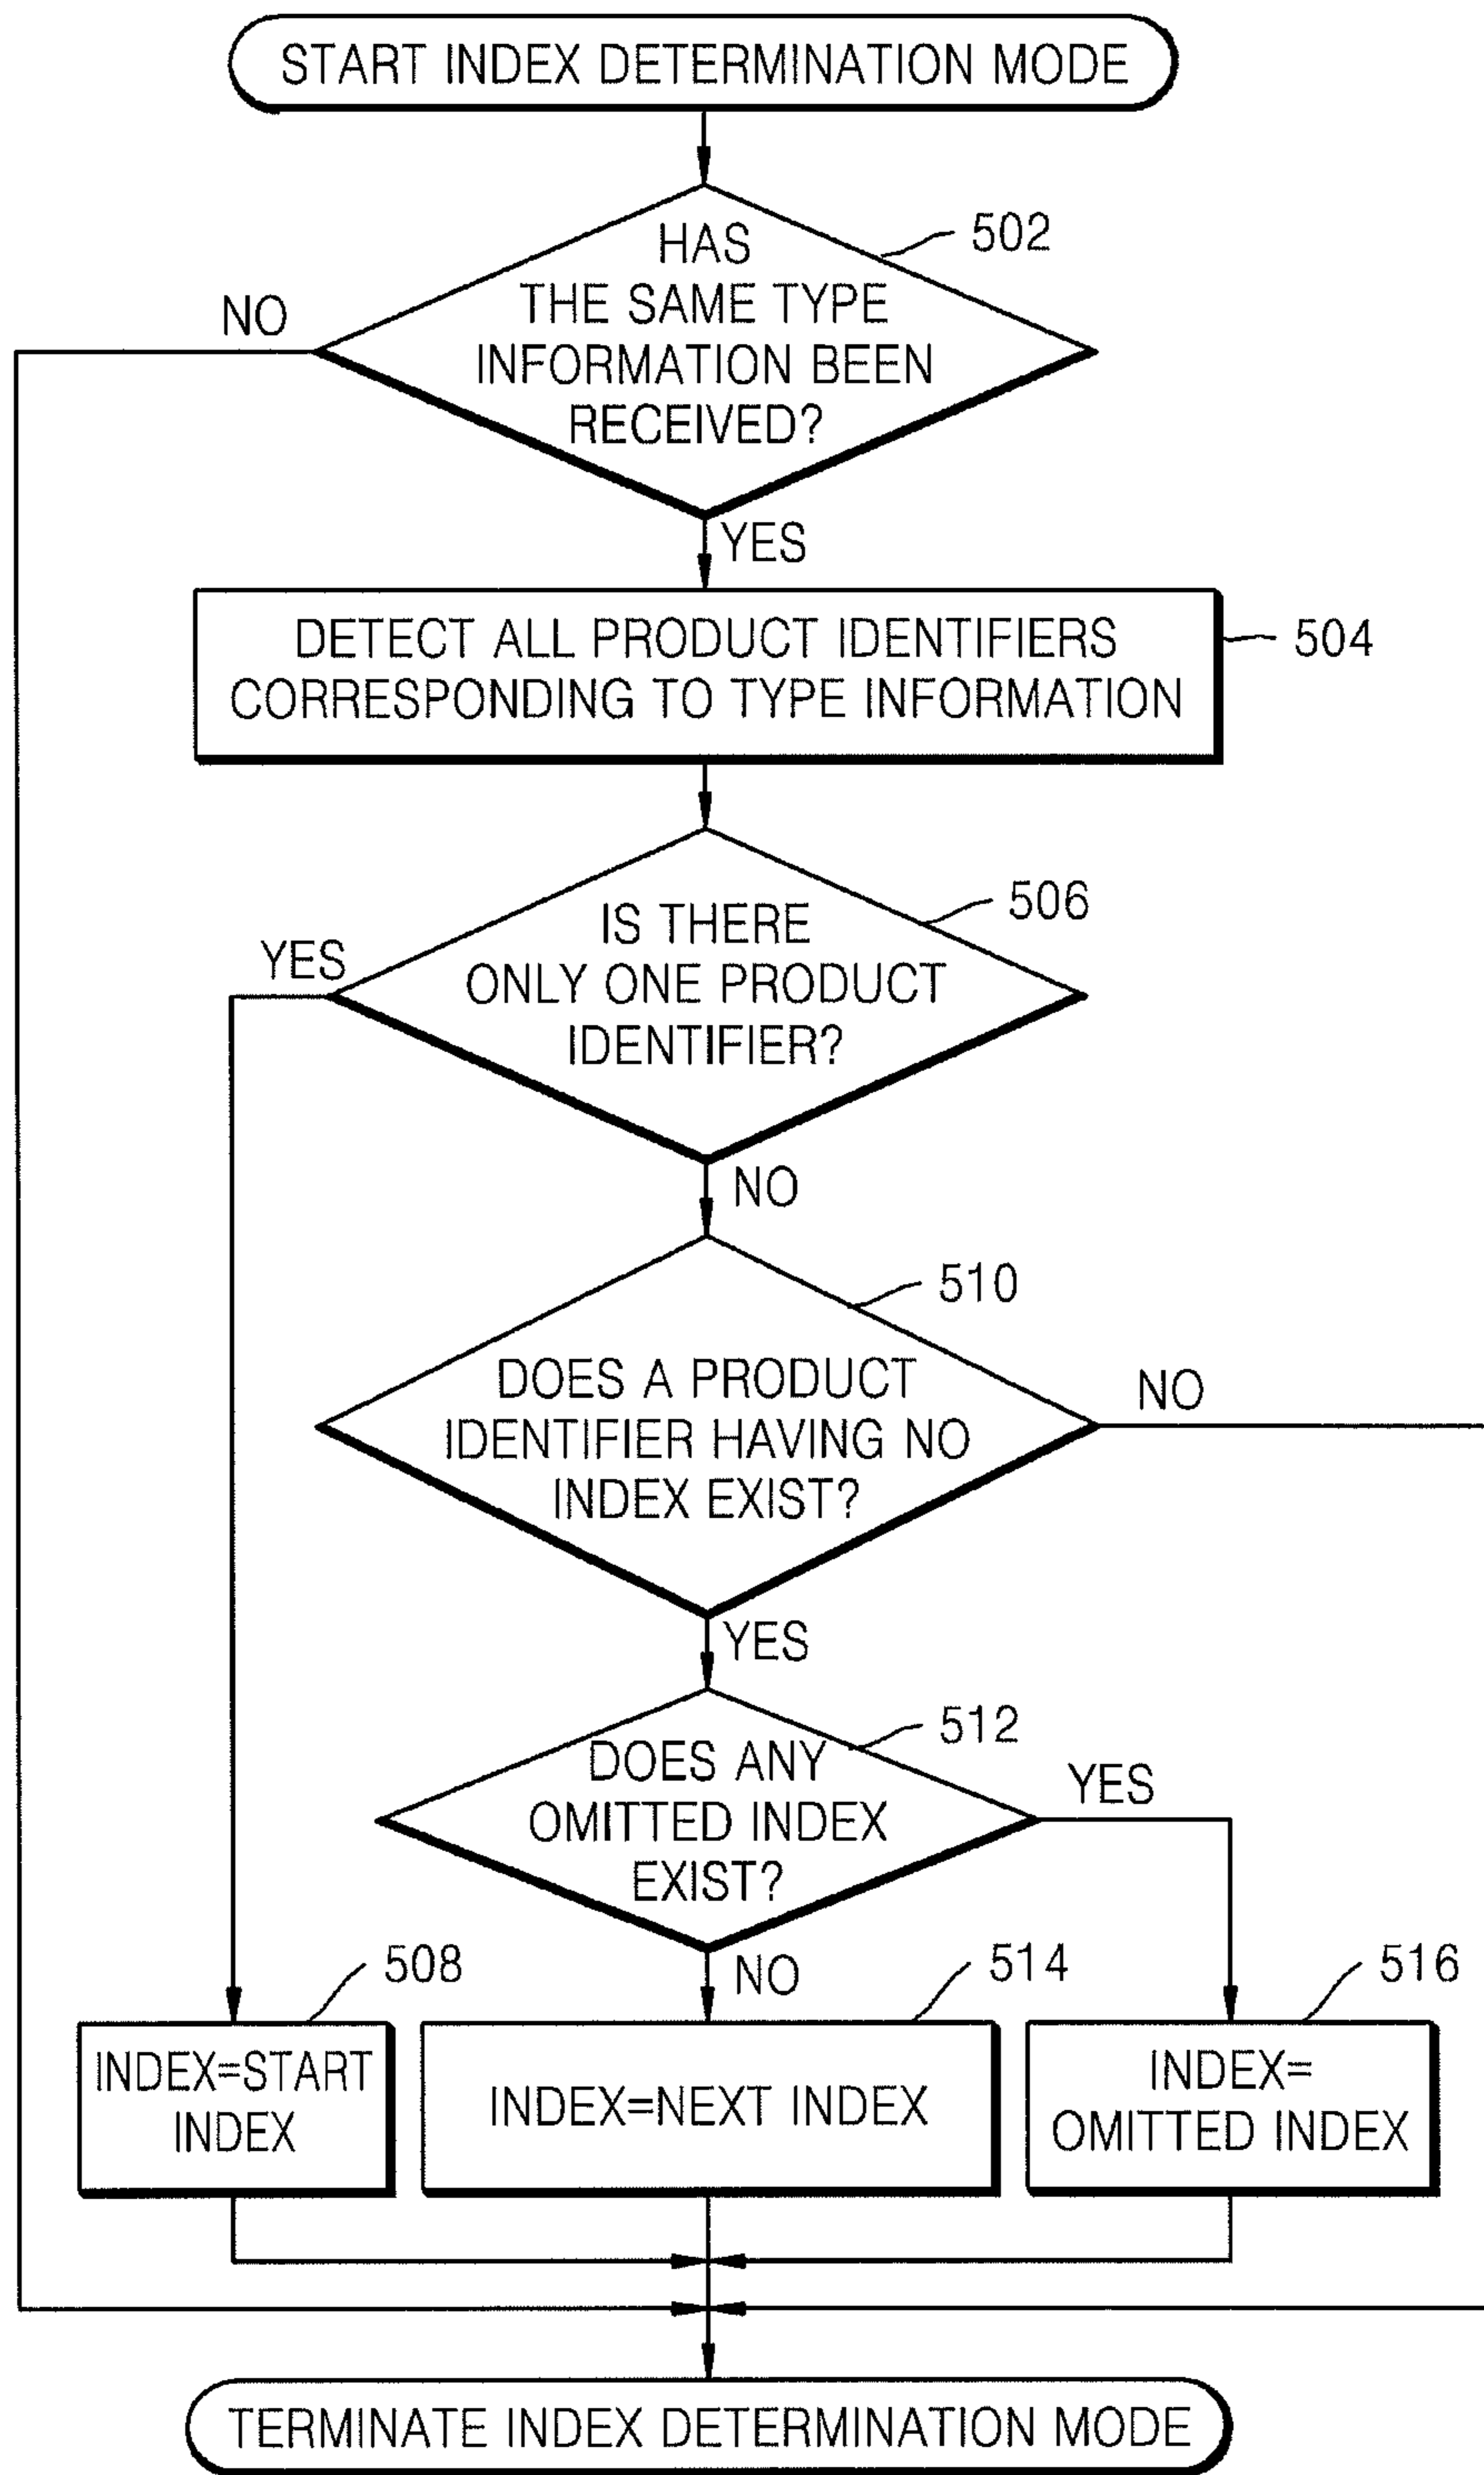 START INDEX DETERMINATION MODE
502
HAS
THE SAME TYPE
INFORMATION BEEN
RECEIVED?
NO
YES
DETECT ALL PRODUCT IDENTIFIERS
CORRESPONDING TO TYPE INFORMATION
504
506
IS THERE
ONLY ONE PRODUCT
IDENTIFIER?
YES
NO
510
DOES A PRODUCT
IDENTIFIER HAVING NO
INDEX EXIST?
NO
YES
512
DOES ANY
OMITTED INDEX
EXIST?
YES
NO
508
INDEX=START
INDEX
514
INDEX=NEXT INDEX
516
INDEX=
OMITTED INDEX
TERMINATE INDEX DETERMINATION MODE